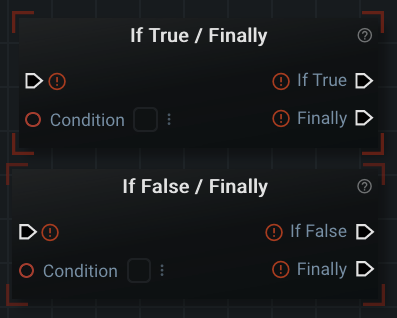 If True / Finally
If True
Condition
Finally
If False / Finally
If False
Condition
Finally